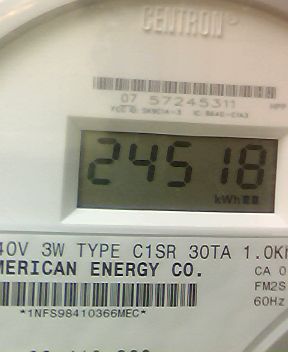 CENTRON
07 57245311
24518
kWh
40V 3W TYPE C1SR 30TA 1.0Kh
MERICAN ENERGY CO.
CA 0
FM2S
60Hz
*1NFS98410366MEC*